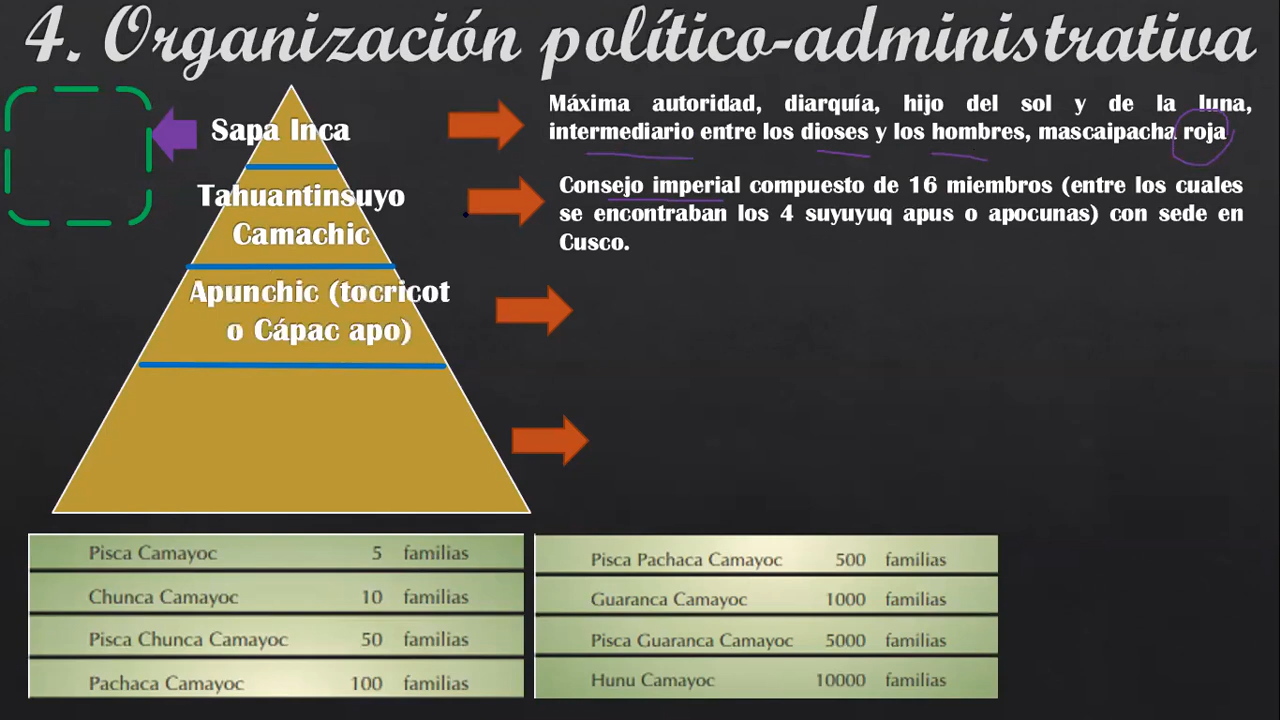 4. Organización político-administrativa
Sapa Inca
Máxima autoridad, diarquía, hijo del sol y de la luna,
intermediario entre los dioses y los hombres, mascaipacha roja
Tahuantinsuyo
Camachic
Consejo imperial compuesto de 16 miembros (entre los cuales
se encontraban los 4 suyuyuq apus o apocunas) con sede en
Cusco.
Apunchic (tocricot
o Cápac apo)
Pisca Camayoc 5 familias
Chunca Camayoc 10 familias
Pisca Chunca Camayoc 50 familias
Pachaca Camayoc 100 familias
Pisca Pachaca Camayoc 500 familias
Guaranca Camayoc 1000 familias
Pisca Guaranca Camayoc 5000 familias
Hunu Camayoc 10000 familias